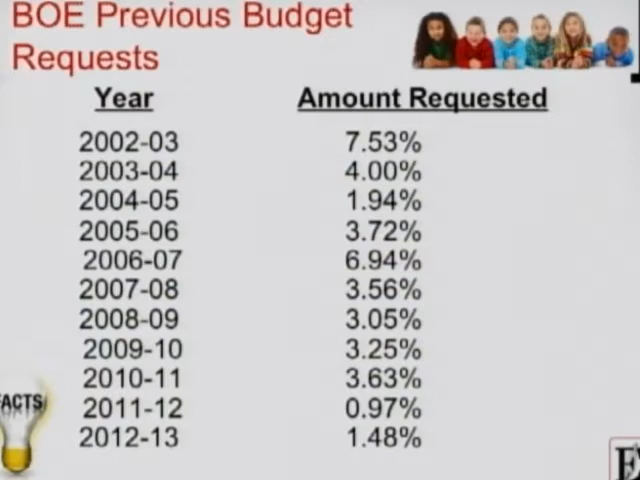 BOE Previous Budget
Requests
Year Amount Requested
2002-03 7.53%
2003-04 4.00%
2004-05 1.94%
2005-06 3.72%
2006-07 6.94%
2007-08 3.56%
2008-09 3.05%
2009-10 3.25%
2010-11 3.63%
2011-12 0.97%
2012-13 1.48%
FACTS
E